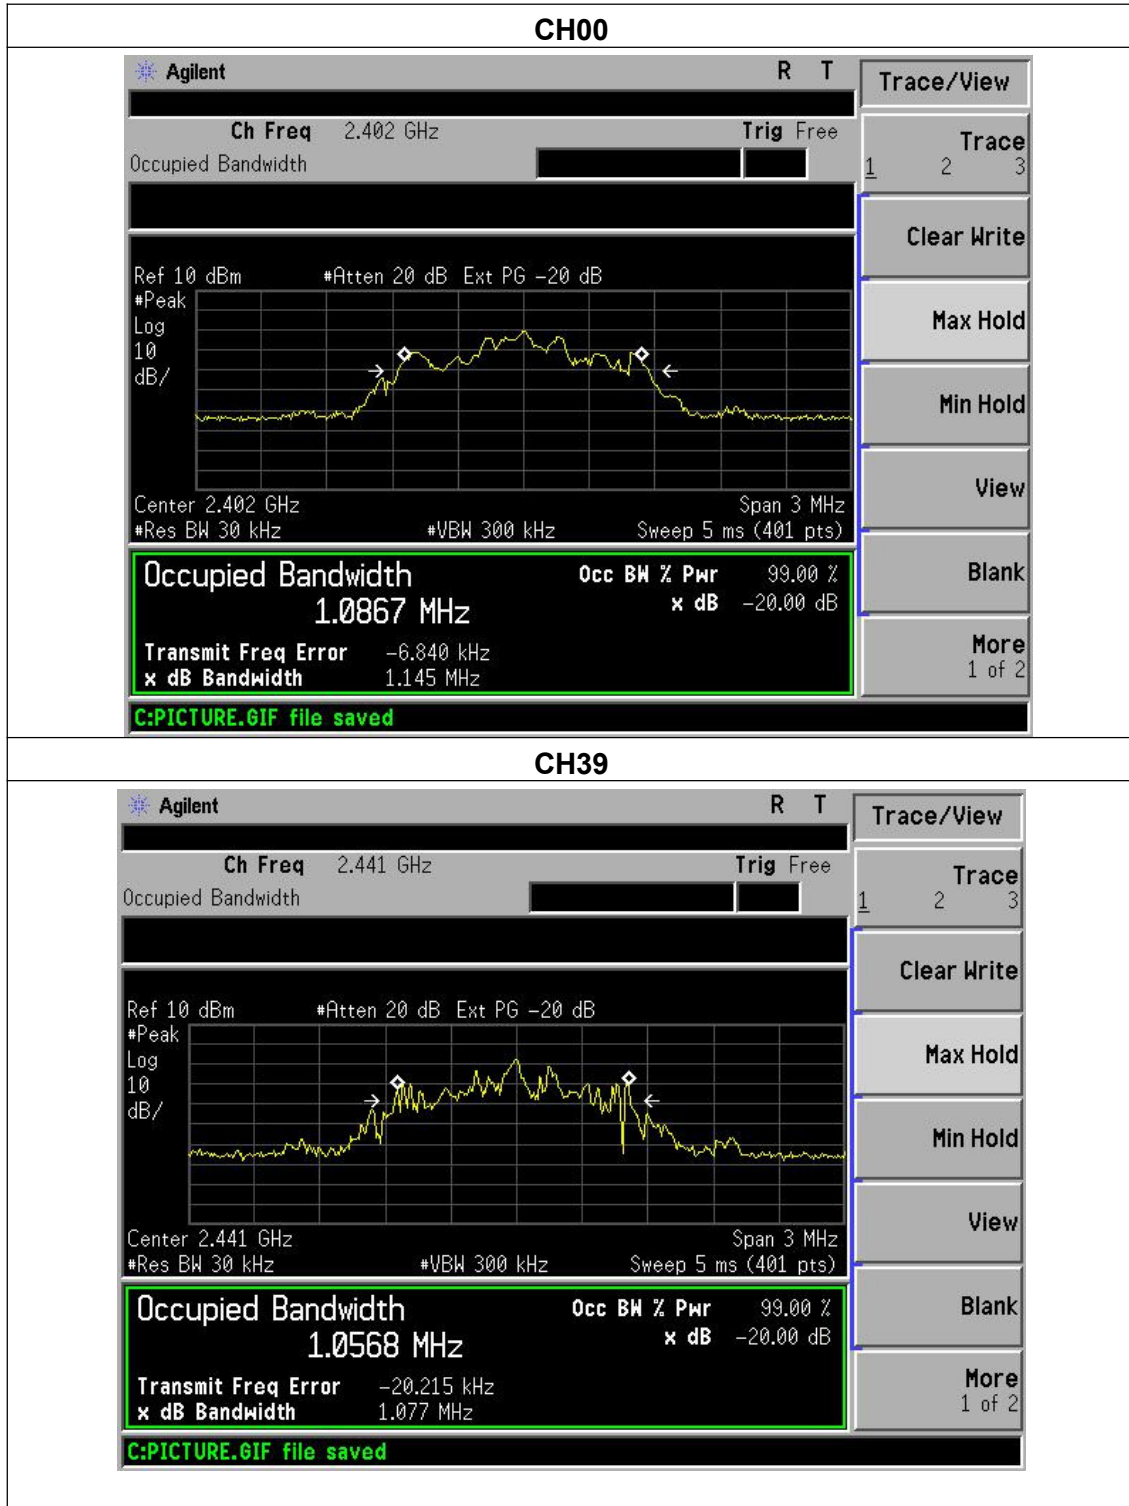 CH00
Agilent R T
Trace/View
Ch Freq 2.402 GHz Trig Free
Occupied Bandwidth
Trace
1 2 3
Clear Write
Ref 10 dBm #Atten 20 dB Ext PG -20 dB
#Peak
Log
10
dB/
Max Hold
Min Hold
View
Center 2.402 GHz Span 3 MHz
#Res BW 30 kHz #VBW 300 kHz Sweep 5 ms (401 pts)
Occupied Bandwidth
1.0867 MHz
Occ BW % Pwr 99.00 %
x dB -20.00 dB
Blank
Transmit Freq Error -6.840 kHz
x dB Bandwidth 1.145 MHz
More
1 of 2
C:PICTURE.GIF file saved
CH39
Agilent R T
Trace/View
Ch Freq 2.441 GHz Trig Free
Occupied Bandwidth
Trace
1 2 3
Clear Write
Ref 10 dBm #Atten 20 dB Ext PG -20 dB
#Peak
Log
10
dB/
Max Hold
Min Hold
View
Center 2.441 GHz Span 3 MHz
#Res BW 30 kHz #VBW 300 kHz Sweep 5 ms (401 pts)
Occupied Bandwidth
1.0568 MHz
Occ BW % Pwr 99.00 %
x dB -20.00 dB
Blank
Transmit Freq Error -20.215 kHz
x dB Bandwidth 1.077 MHz
More
1 of 2
C:PICTURE.GIF file saved